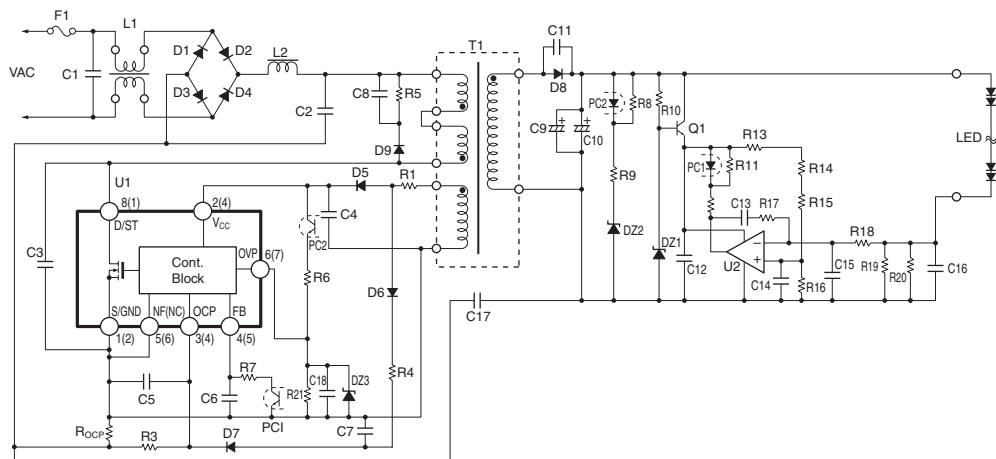 F1
L1
T1
C11
D1
D2
L2
VAC
C1
D8
D3
D4
C8
R5
C2
PC2
R8
R10
C9
C10
Q1
D9
R13
PC1
R11
R14
LED
U1
D5
R1
R9
8(1)
2(4)
C13
R17
R15
D/ST
VCC
PC2
C4
DZ2
DZ1
R18
C3
Cont.
Block
OVP
6(7)
U2
R6
D6
C12
C14
R16
C15
R19
R20
C16
S/GND
NF(NC)
OCP
FB
C17
1(2)
5(6)
3(4)
4(5)
R7
R4
C5
C6
PCI
R21
C18
DZ3
ROCP
R3
D7
C7